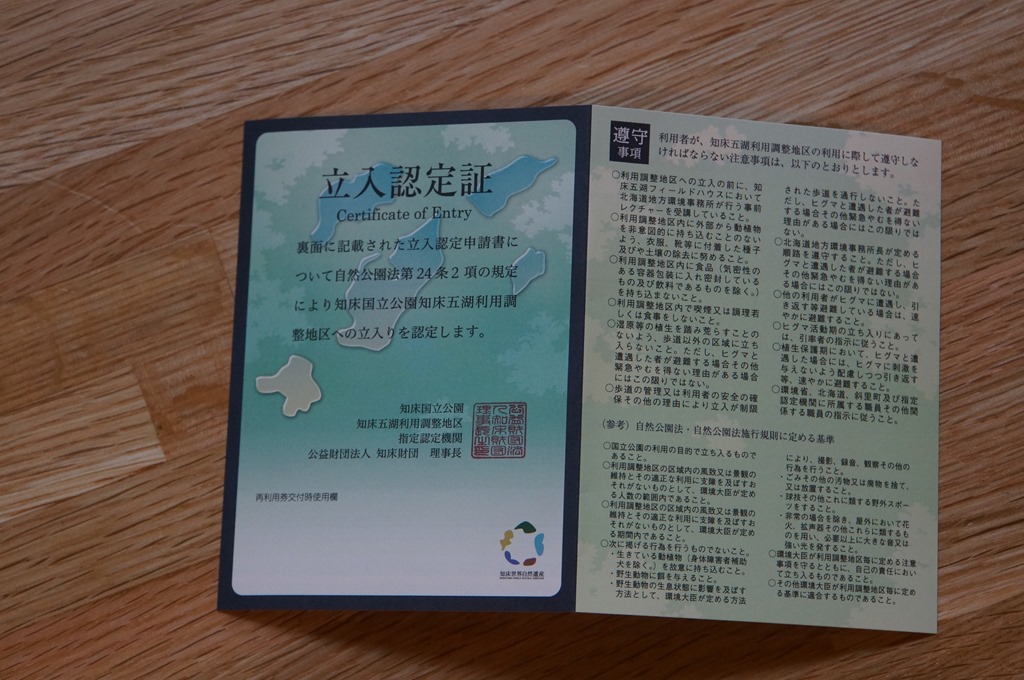 立入認定証
Certificate of Entry
裏面に記載された立入認定申請書に
ついて自然公園法第24条2項の規定
により知床国立公園知床五湖利用調
整地区への立入りを認定します。
知床国立公園
知床五湖利用調整地区
指定認定機関
公益財団法人 知床財団 理事長
再利用券交付時使用欄
知床世界自然遺産
遵守
事項
利用者が、知床五湖利用調整地区の利用に際して遵守しな
ければならない注意事項は、以下のとおりとします。
○利用調整地区への立入の前に、知
床五湖フィールドハウスにおいて
北海道地方環境事務所が行う事前
レクチャーを受講していること。
○利用調整地区内に外部から動植物
を非意図的に持ち込むことのない
よう、衣服、靴等に付着した種子
及びや土壌の除去に努めること。
○利用調整地区内に食品（気密性の
ある容器包装に入れ密封している
もの及び飲料であるものを除く。）
を持ち込まないこと。
○利用調整地区内で喫煙又は調理若
しくは食事をしないこと。
○湿原等の植生を踏み荒らすことの
ないよう、歩道以外の区域に立ち
入らないこと。ただし、ヒグマと
遭遇した者が避難する場合その他
緊急やむを得ない理由がある場合
にはこの限りではない。
○歩道の管理又は利用者の安全の確
保その他の理由により立入が制限
された歩道を通行しないこと。た
だし、ヒグマと遭遇した者が避難
する場合その他緊急やむを得ない
理由がある場合にはこの限りでは
ない。
○北海道地方環境事務所長が定める
順路を遵守すること。ただし、ヒ
グマと遭遇した者が避難する場合
その他緊急やむを得ない理由があ
る場合にはこの限りではない。
○他の利用者がヒグマに遭遇し、引
き返す等避難している場合は、速
やかに避難すること。
○ヒグマ活動期の立ち入りにあって
は、引率者の指示に従うこと。
○植生保護期において、ヒグマと遭
遇した場合には、ヒグマに刺激を
与えないよう配慮しつつ引き返す
等、速やかに避難すること。
○環境省、北海道、斜里町及び指定
認定機関に所属する職員その他関
係する職員の指示に従うこと。
（参考）自然公園法・自然公園法施行規則に定める基準
○国立公園の利用の目的で立ち入るもので
あること。
○利用調整地区の区域内の風致又は景観の
維持とその適正な利用に支障を及ぼすお
それがないものとして、環境大臣が定め
る人数の範囲内であること。
○利用調整地区の区域内の風致又は景観の
維持とその適正な利用に支障を及ぼすお
それがないものとして、環境大臣が定め
る期間内であること。
○次に掲げる行為を行うものでないこと。
・生きている動植物（身体障害者補助
犬を除く。）を故意に持ち込むこと。
・野生動物に餌を与えること。
・野生動物の生息状態に影響を及ぼす
方法として、環境大臣が定める方法
により、撮影、録音、観察その他の
行為を行うこと。
・ごみその他の汚物又は廃物を捨て、
又は放置すること。
・球技その他これに類する野外スポー
ツをすること。
・非常の場合を除き、屋外において花
火、拡声器その他これらに類するも
のを用い、必要以上に大きな音又は
強い光を発すること。
○環境大臣が利用調整地区毎に定める注意
事項を守るとともに、自己の責任におい
て立ち入るものであること。
○その他環境大臣が利用調整地区毎に定め
る基準に適合するものであること。